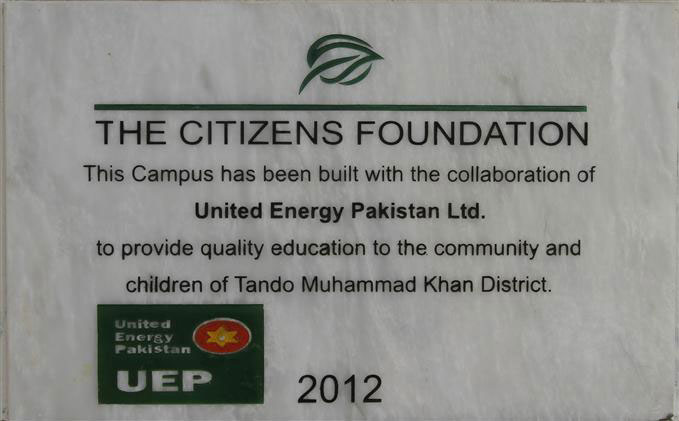 THE CITIZENS FOUNDATION
This Campus has been built with the collaboration of
United Energy Pakistan Ltd.
to provide quality education to the community and
children of Tando Muhammad Khan District.
United
Energy
Pakistan
UEP
2012